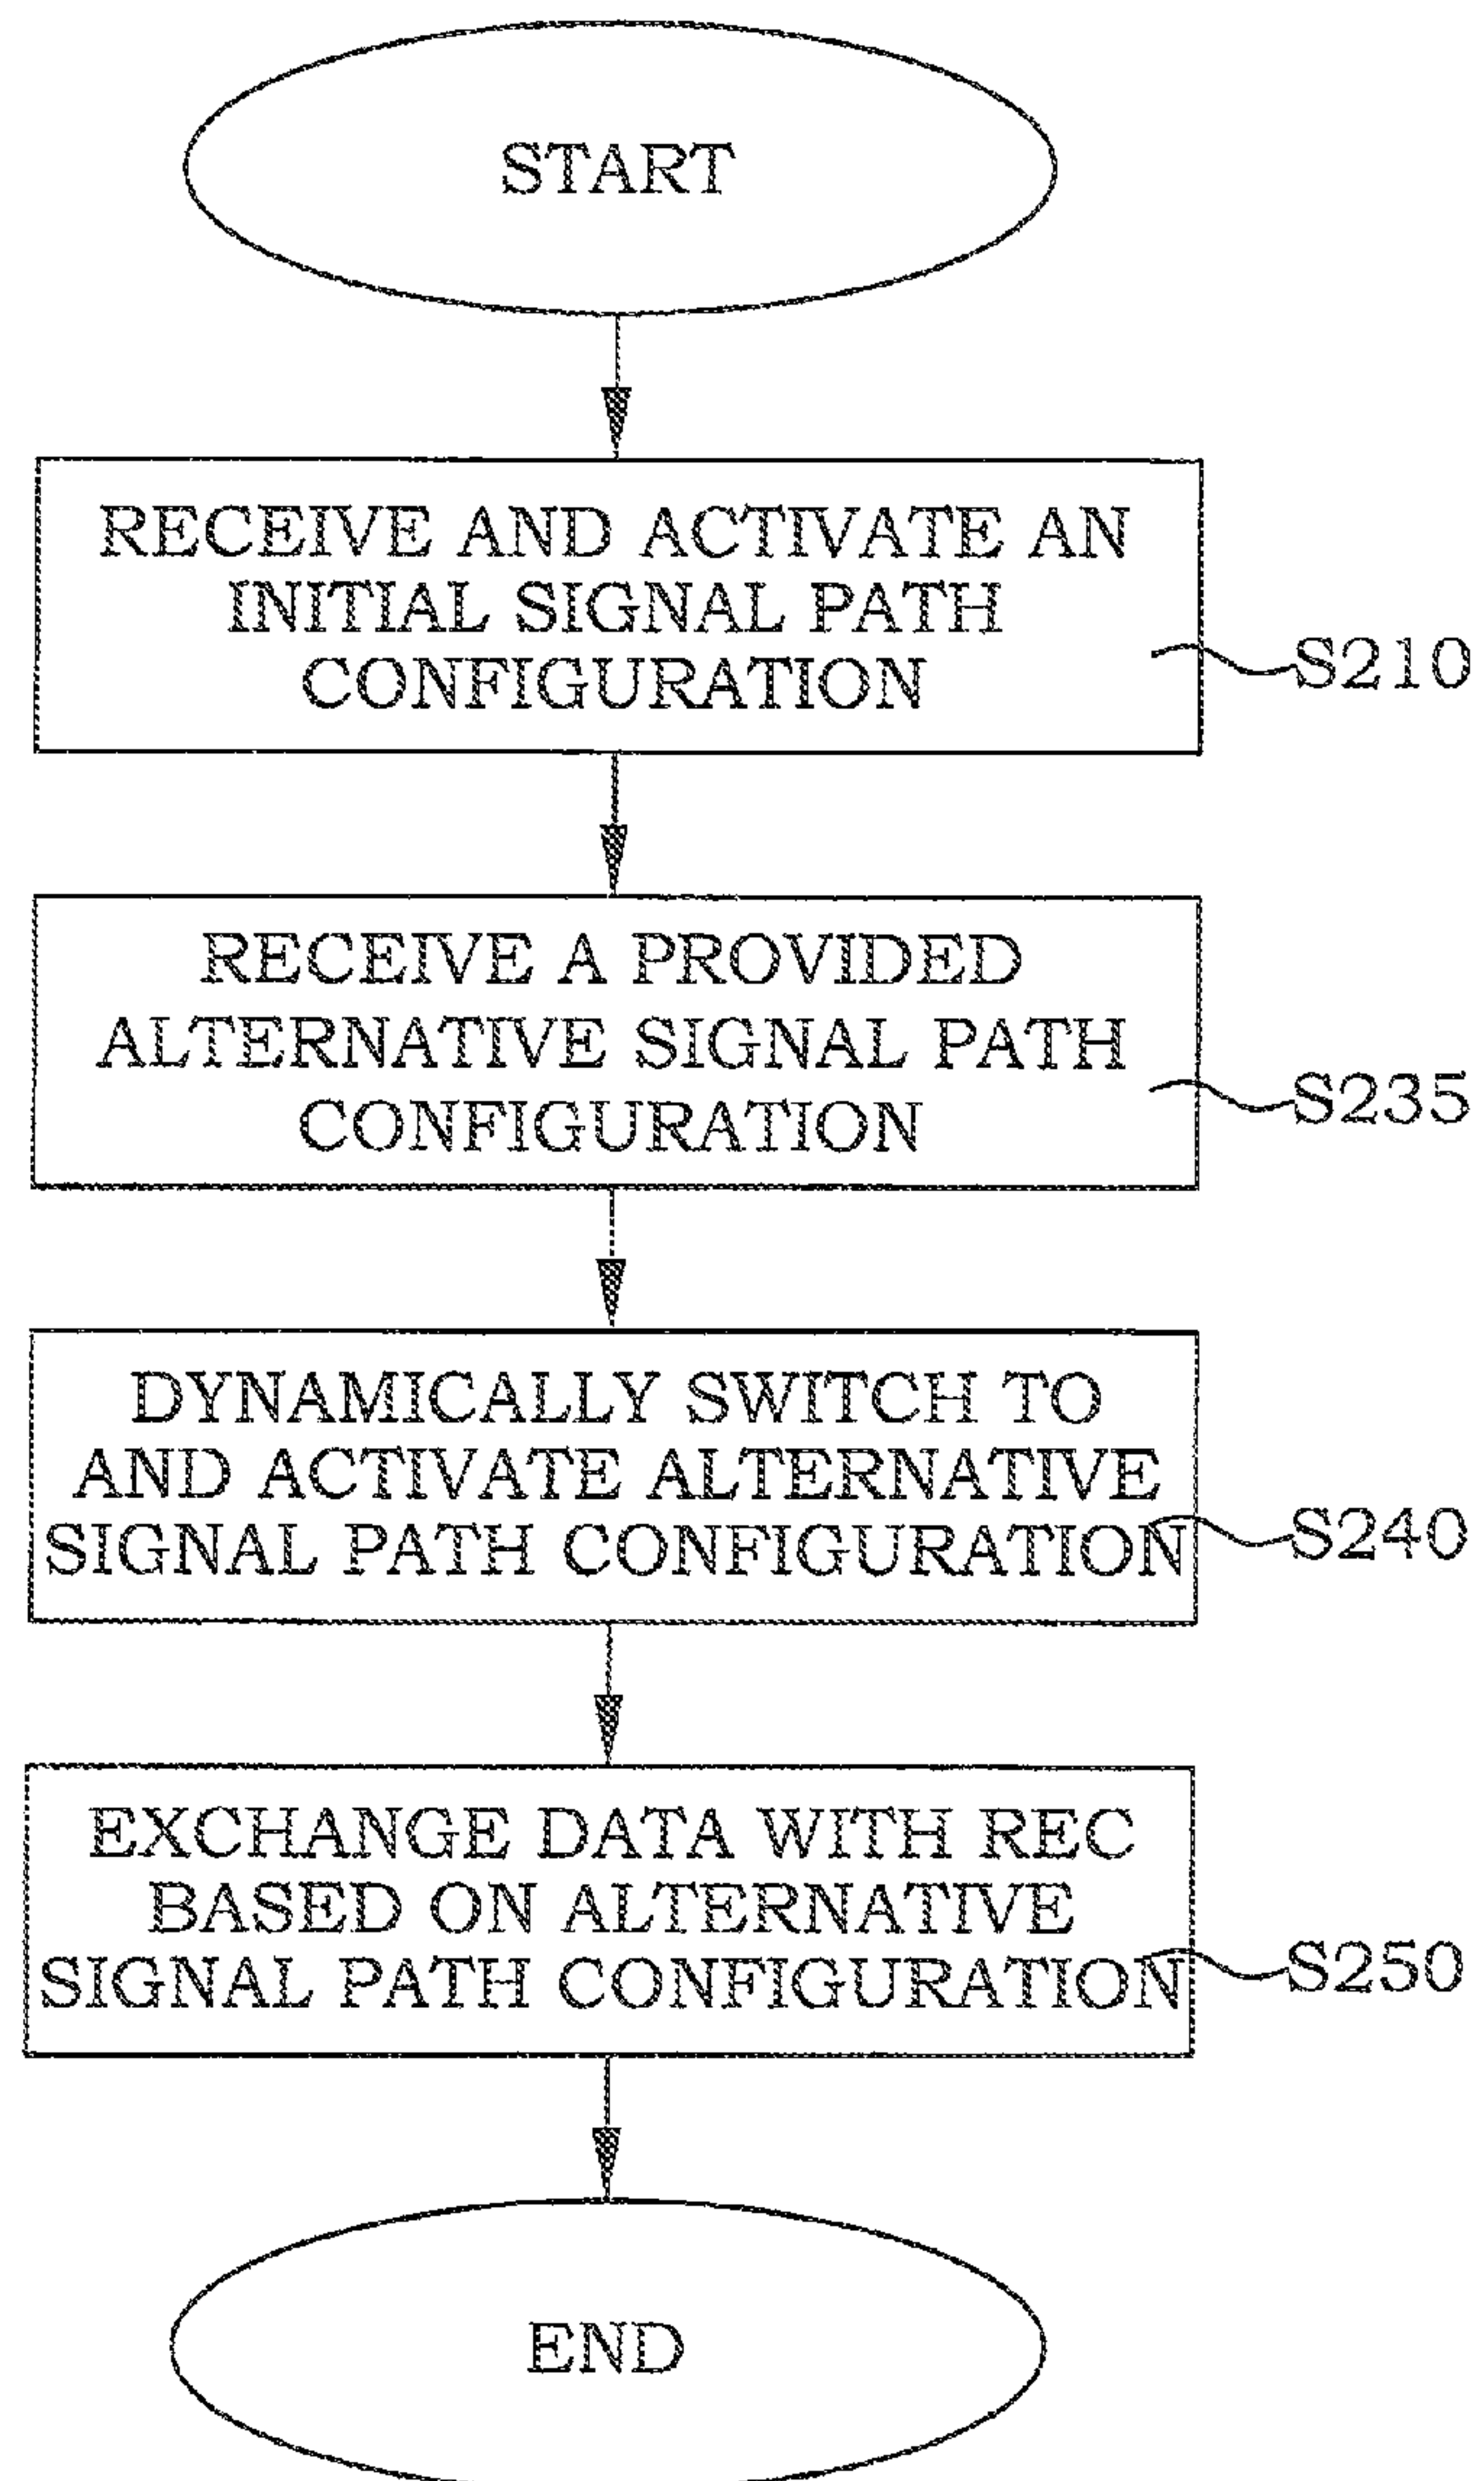 START
RECEIVE AND ACTIVATE AN
INITIAL SIGNAL PATH
CONFIGURATION
S210
RECEIVE A PROVIDED
ALTERNATIVE SIGNAL PATH
CONFIGURATION
S235
DYNAMICALLY SWITCH TO
AND ACTIVATE ALTERNATIVE
SIGNAL PATH CONFIGURATION
S240
EXCHANGE DATA WITH REC
BASED ON ALTERNATIVE
SIGNAL PATH CONFIGURATION
S250
END